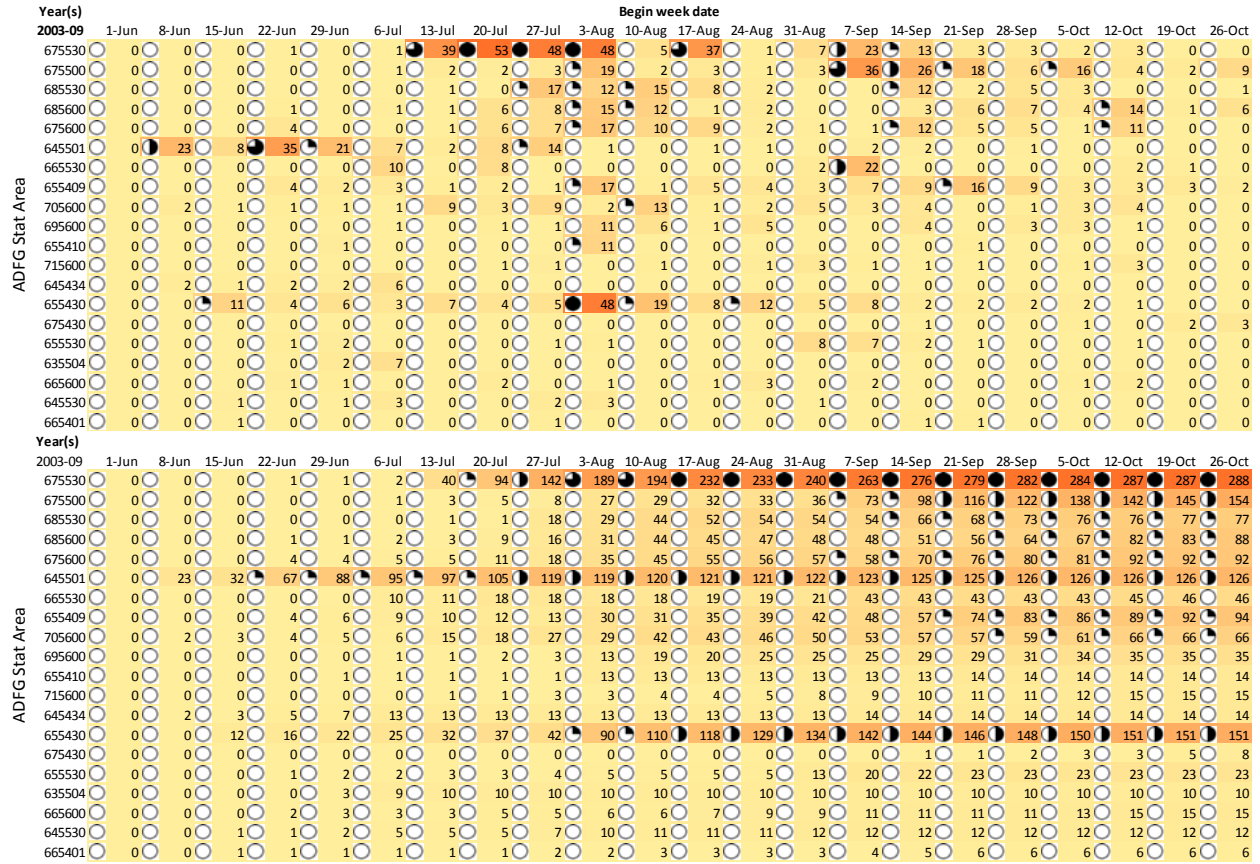 Year(s) Begin week date
2003-09 1-Jun 8-Jun 15-Jun 22-Jun 29-Jun 6-Jul 13-Jul 20-Jul 27-Jul 3-Aug 10-Aug 17-Aug 24-Aug 31-Aug 7-Sep 14-Sep 21-Sep 28-Sep 5-Oct 12-Oct 19-Oct 26-Oct
ADFG Stat Area
675530 0 0 0 1 0 1 39 53 48 48 5 37 1 7 23 13 3 3 2 3 0 0
675500 0 0 0 0 0 1 2 2 3 19 2 3 1 3 36 26 18 6 16 4 2 9
685530 0 0 0 0 0 0 1 0 17 12 15 8 2 0 0 12 2 5 3 0 0 1
685600 0 0 0 1 0 1 1 6 8 15 12 1 2 0 0 3 6 7 4 14 1 6
675600 0 0 0 4 0 0 1 6 7 17 10 9 2 1 1 12 5 5 1 11 0 0
645501 0 23 8 35 21 7 2 8 14 1 0 1 0 1 2 2 0 1 0 0 0 0
665530 0 0 0 0 0 10 0 8 0 0 0 0 0 2 22 0 0 0 0 2 1 0
655409 0 0 0 4 2 3 1 2 1 17 1 5 4 3 7 9 16 9 3 3 3 2
705600 0 2 1 1 1 1 9 3 9 2 13 1 2 5 3 4 0 1 3 4 0 0
695600 0 0 0 0 0 1 0 1 1 11 6 1 5 0 0 4 0 3 3 1 0 0
655410 0 0 0 0 1 0 0 0 0 11 0 0 0 0 0 0 1 0 0 0 0 0
715600 0 0 0 0 0 0 0 1 1 0 1 0 1 3 1 1 0 0 1 3 0 0
645434 0 2 1 2 2 6 0 0 0 0 0 0 0 0 0 0 0 0 0 0 0 0
655430 0 0 11 4 6 3 7 4 5 48 19 8 12 5 8 2 2 2 2 1 0 0
675430 0 0 0 0 0 0 0 0 0 0 0 0 0 0 0 1 0 0 1 0 2 3
655530 0 0 0 1 2 0 0 0 1 1 0 0 0 8 7 2 1 0 0 1 0 0
635504 0 0 0 0 2 7 0 0 0 0 0 0 0 0 0 0 0 0 0 0 0 0
665600 0 0 0 1 1 0 0 2 0 1 0 1 3 0 2 0 0 0 1 2 0 0
645530 0 0 1 0 1 3 0 0 2 3 0 0 0 1 0 0 0 0 0 0 0 0
665401 0 0 1 0 0 0 0 0 0 0 0 0 0 0 0 1 1 0 0 0 0 0
Year(s)
2003-09 1-Jun 8-Jun 15-Jun 22-Jun 29-Jun 6-Jul 13-Jul 20-Jul 27-Jul 3-Aug 10-Aug 17-Aug 24-Aug 31-Aug 7-Sep 14-Sep 21-Sep 28-Sep 5-Oct 12-Oct 19-Oct 26-Oct
ADFG Stat Area
675530 0 0 0 1 1 2 40 94 142 189 194 232 233 240 263 276 279 282 284 287 287 288
675500 0 0 0 0 0 1 3 5 8 27 29 32 33 36 73 98 116 122 138 142 145 154
685530 0 0 0 0 0 0 1 1 18 29 44 52 54 54 54 66 68 73 76 76 77 77
685600 0 0 0 1 1 2 3 9 16 31 44 45 47 48 48 51 56 64 67 82 83 88
675600 0 0 0 4 4 5 5 11 18 35 45 55 56 57 58 70 76 80 81 92 92 92
645501 0 23 32 67 88 95 97 105 119 119 120 121 121 122 123 125 125 126 126 126 126 126
665530 0 0 0 0 0 10 11 18 18 18 18 19 19 21 43 43 43 43 43 45 46 46
655409 0 0 0 4 6 9 10 12 13 30 31 35 39 42 48 57 74 83 86 89 92 94
705600 0 2 3 4 5 6 15 18 27 29 42 43 46 50 53 57 57 59 61 66 66 66
695600 0 0 0 0 0 1 1 2 3 13 19 20 25 25 25 29 29 31 34 35 35 35
655410 0 0 0 0 1 1 1 1 1 13 13 13 13 13 13 14 14 14 14 14 14 14
715600 0 0 0 0 0 0 1 1 3 3 4 4 5 8 9 10 11 11 12 15 15 15
645434 0 2 3 5 7 13 13 13 13 13 13 13 13 13 14 14 14 14 14 14 14 14
655430 0 0 12 16 22 25 32 37 42 90 110 118 129 134 142 144 146 148 150 151 151 151
675430 0 0 0 0 0 0 0 0 0 0 0 0 0 0 0 1 1 2 3 3 5 8
655530 0 0 0 1 2 2 3 3 4 5 5 5 5 13 20 22 23 23 23 23 23 23
635504 0 0 0 0 3 9 10 10 10 10 10 10 10 10 10 10 10 10 10 10 10 10
665600 0 0 0 2 3 3 3 5 5 6 6 7 9 9 11 11 11 11 13 15 15 15
645530 0 0 1 1 2 5 5 5 7 10 11 11 11 12 12 12 12 12 12 12 12 12
665401 0 0 1 1 1 1 1 1 2 2 3 3 3 3 4 5 6 6 6 6 6 6